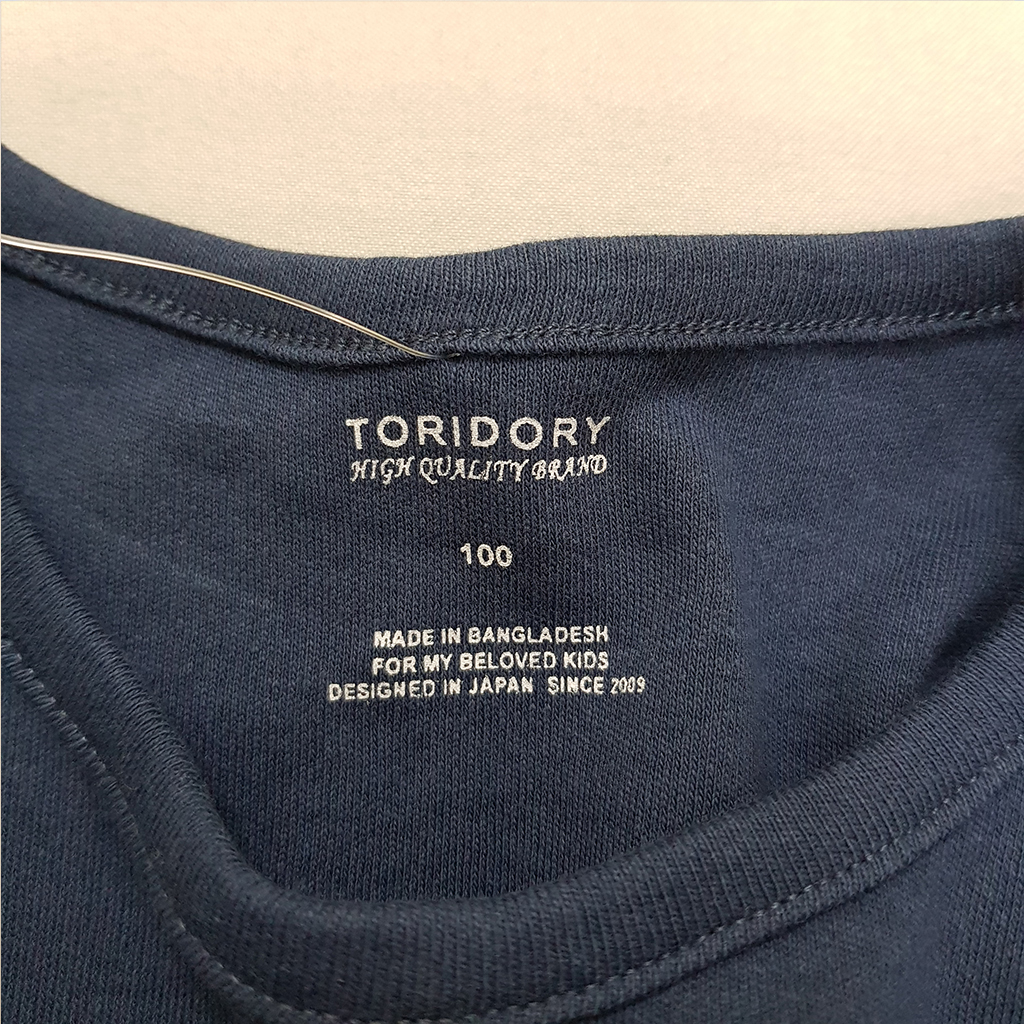 TORIDORY
HIGH QUALITY BRAND
100
MADE IN BANGLADESH
FOR MY BELOVED KIDS
DESIGNED IN JAPAN SINCE 2009